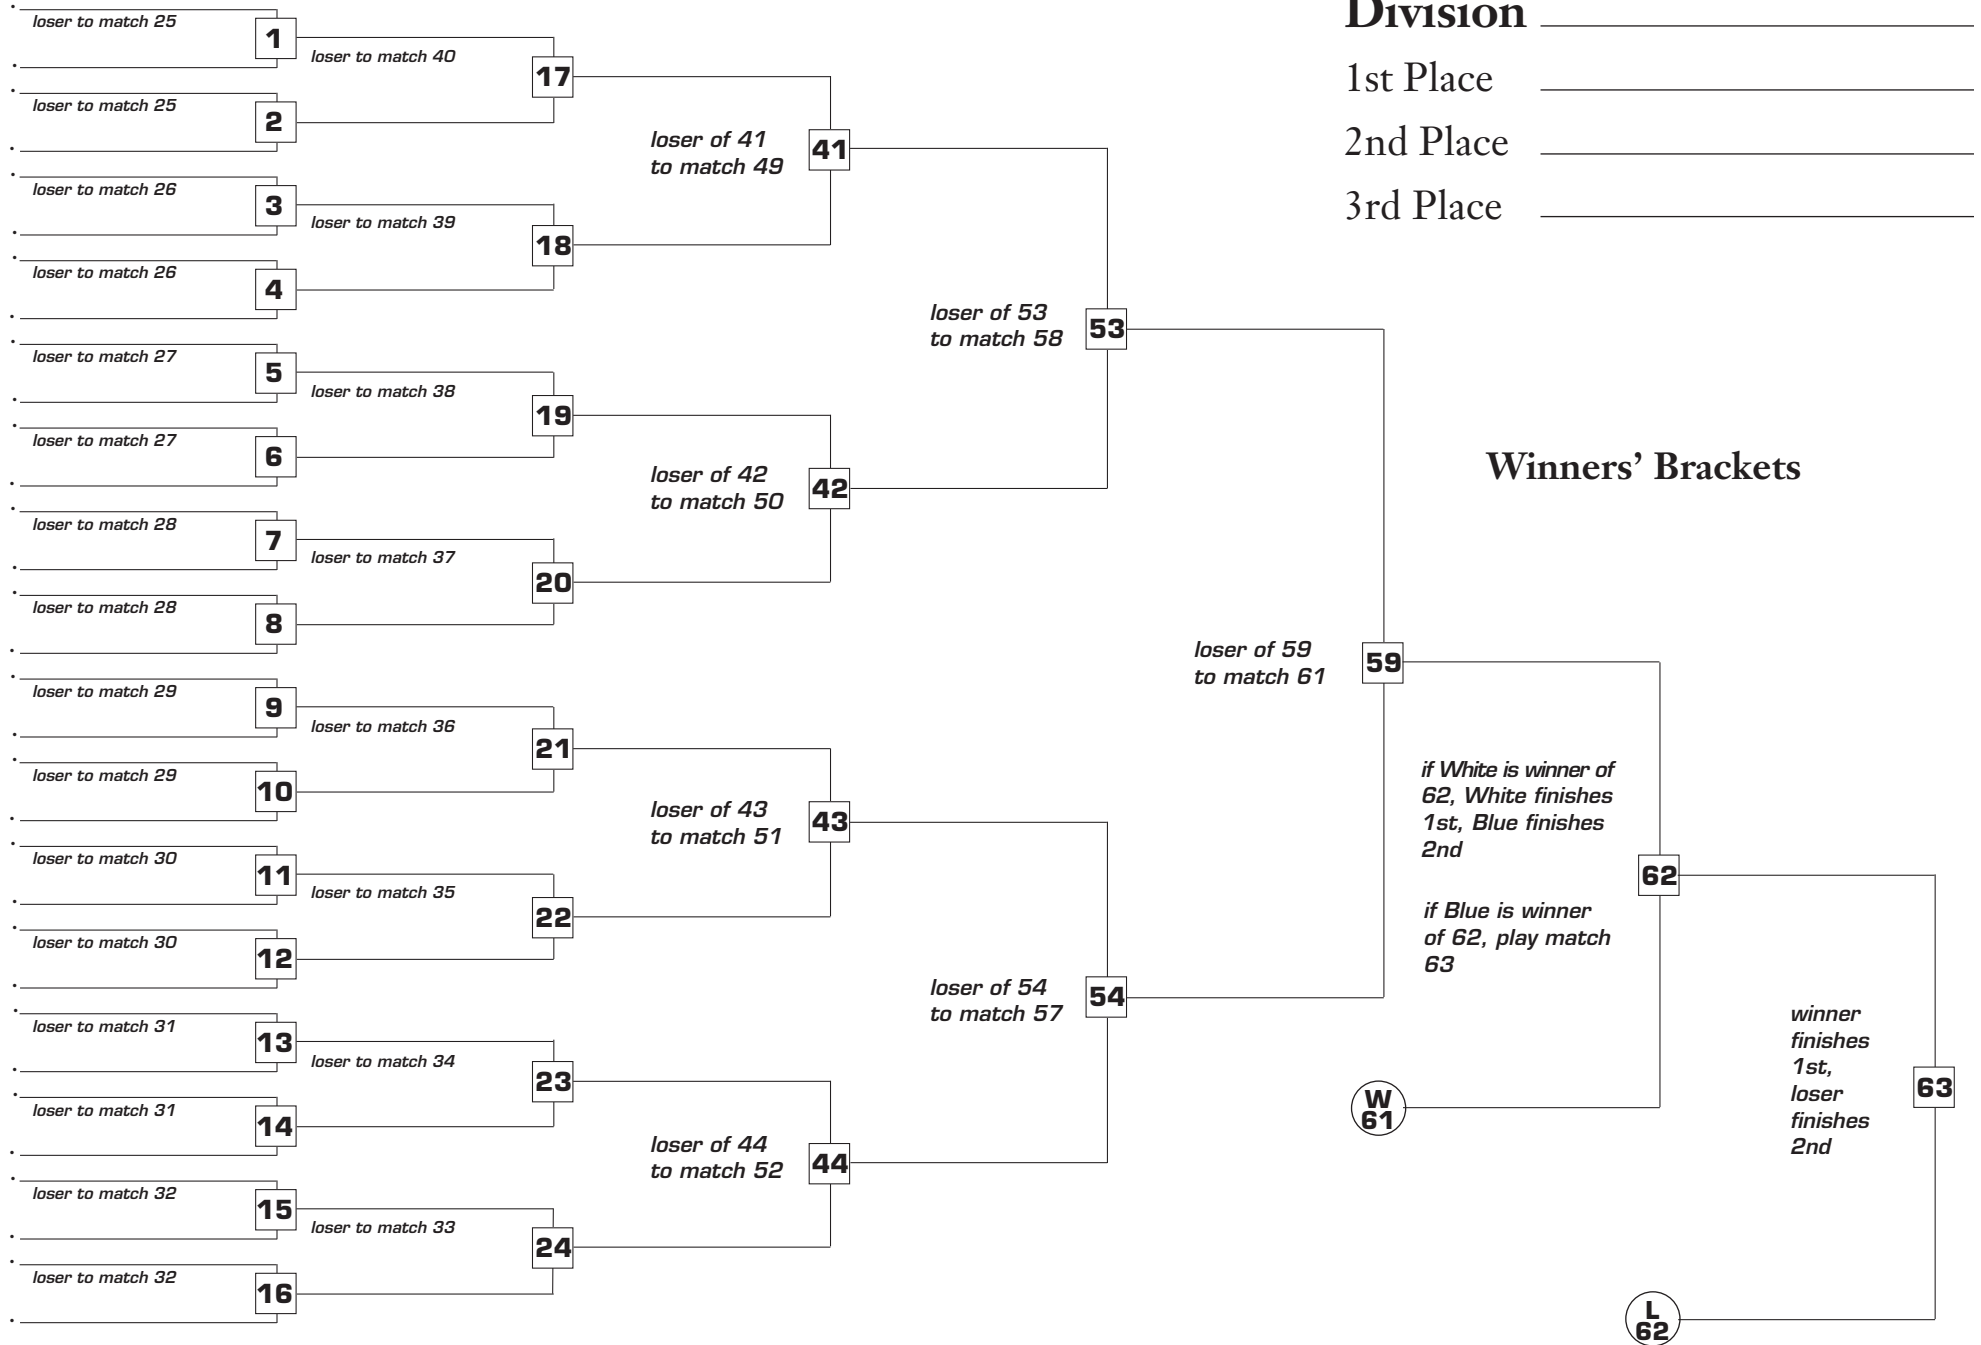 Division
1st Place
2nd Place
3rd Place
Winners’ Brackets
loser to match 25
1
loser to match 40
loser to match 25
2
17
loser to match 26
3
loser to match 39
loser to match 26
4
18
loser of 41
to match 49
41
loser to match 27
5
loser to match 38
loser to match 27
6
19
loser to match 28
7
loser to match 37
loser to match 28
8
20
loser of 42
to match 50
42
loser of 53
to match 58
53
loser to match 29
9
loser to match 36
loser to match 29
10
21
loser to match 30
11
loser to match 35
loser to match 30
12
22
loser of 43
to match 51
43
loser to match 31
13
loser to match 34
loser to match 31
14
23
loser to match 32
15
loser to match 33
loser to match 32
16
24
loser of 44
to match 52
44
loser of 54
to match 57
54
loser of 59
to match 61
59
if White is winner of
62, White finishes
1st, Blue finishes
2nd
if Blue is winner
of 62, play match
63
62
W
61
winner
finishes
1st,
loser
finishes
2nd
63
L
62